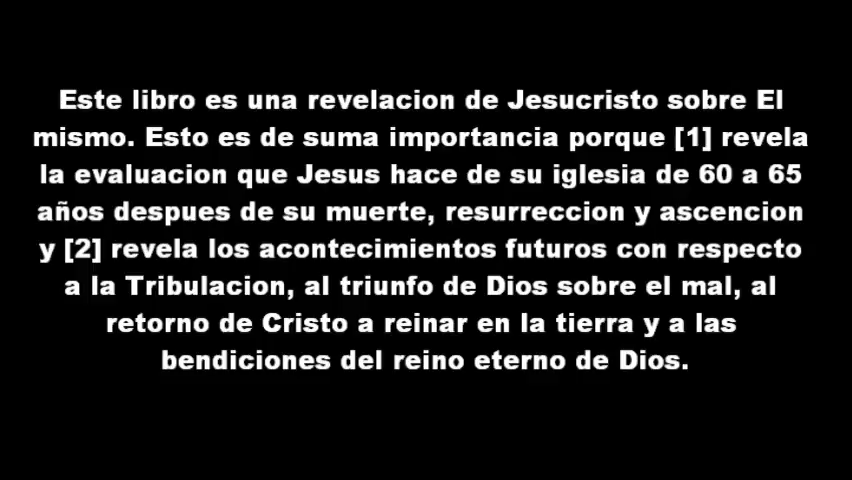 Este libro es una revelacion de Jesucristo sobre El
mismo. Esto es de suma importancia porque [1] revela
la evaluacion que Jesus hace de su iglesia de 60 a 65
años despues de su muerte, resurreccion y ascencion
y [2] revela los acontecimientos futuros con respecto
a la Tribulacion, al triunfo de Dios sobre el mal, al
retorno de Cristo a reinar en la tierra y a las
bendiciones del reino eterno de Dios.